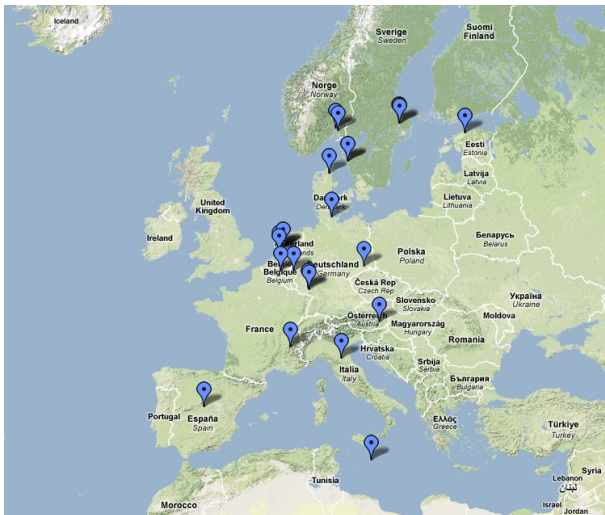 Iceland
Sverige
Sweden
Suomi
Finland
Norge
Norway
Eesti
Estonia
Latvija
Latvia
Lietuva
Lithuania
United
Kingdom
Ireland
Беларусь
Belarus
Polska
Poland
Deutschland
Germany
Belgique
Belgium
Česká Rep
Czech Rep
Slovensko
Slovakia
Україна
Ukraine
Österreich
Austria
Magyarország
Hungary
Moldova
France
Romania
Hrvatska
Croatia
Srbija
Serbia
Italia
Italy
България
Bulgaria
Portugal
España
Spain
Ελλάς
Greece
Türkiye
Turkey
Tunisia
Morocco
Syria
Lebanon
لبنان
Israel
Jordan